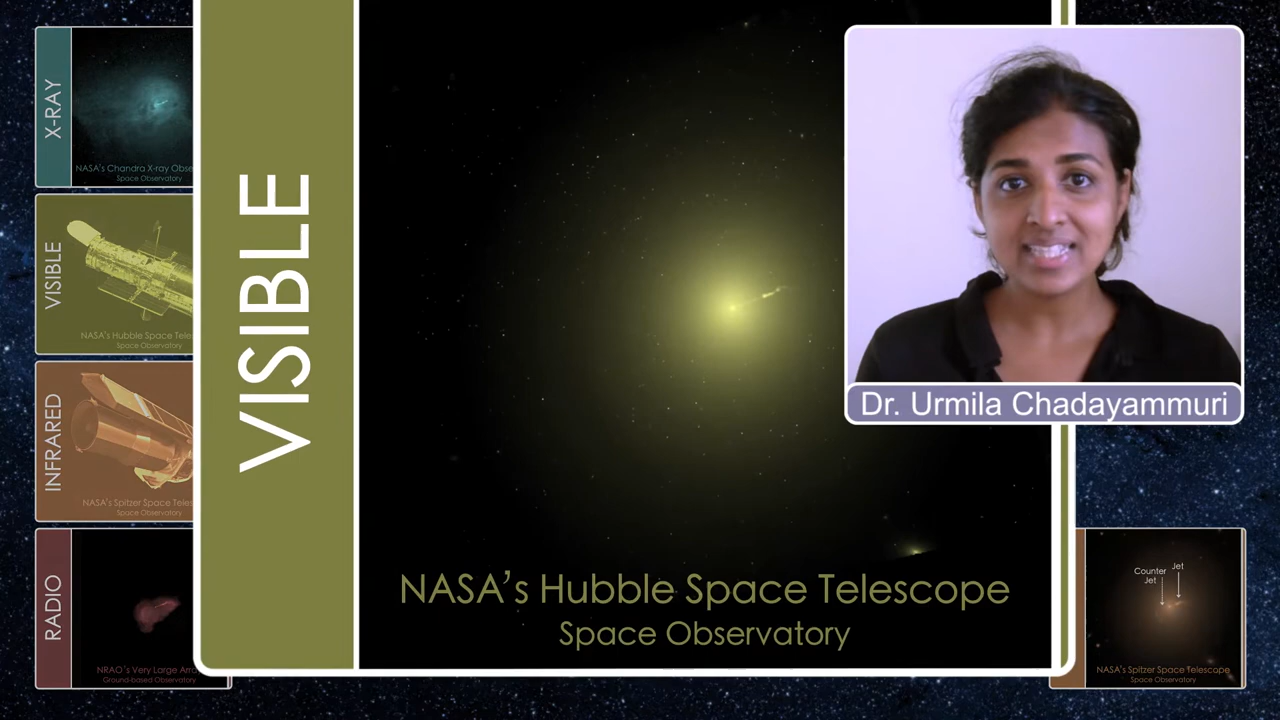 X-RAY
NASA's Chandra X-ray Obse
Space Observatory
VISIBLE
NASA's Hubble Space Teles
Space Observatory
INFRARED
NASA's Spitzer Space Teles
Space Observatory
RADIO
NRAO's Very Large Arra
Ground-based Observatory
VISIBLE
NASA's Hubble Space Telescope
Space Observatory
Dr. Urmila Chadayammuri
Counter
Jet
Jet
NASA's Spitzer Space Telescope
Space Observatory